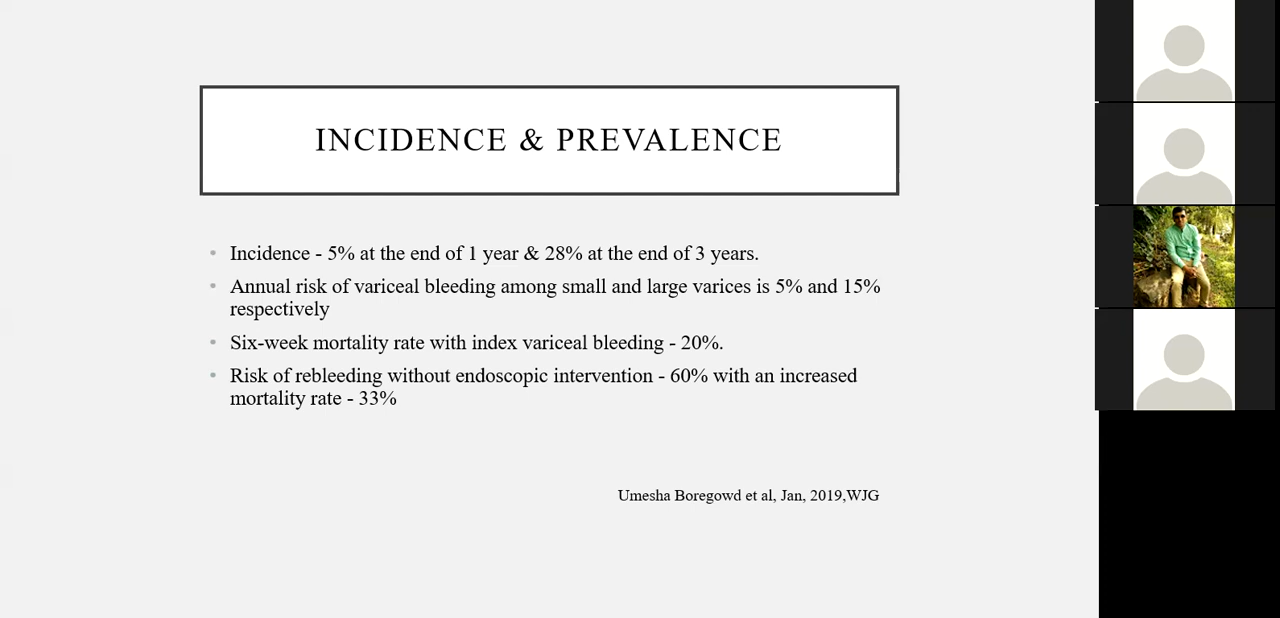 INCIDENCE & PREVALENCE
• Incidence - 5% at the end of 1 year & 28% at the end of 3 years.
• Annual risk of variceal bleeding among small and large varices is 5% and 15%
respectively
• Six-week mortality rate with index variceal bleeding - 20%.
• Risk of rebleeding without endoscopic intervention - 60% with an increased
mortality rate - 33%
Umesha Boregowd et al, Jan, 2019,WJG